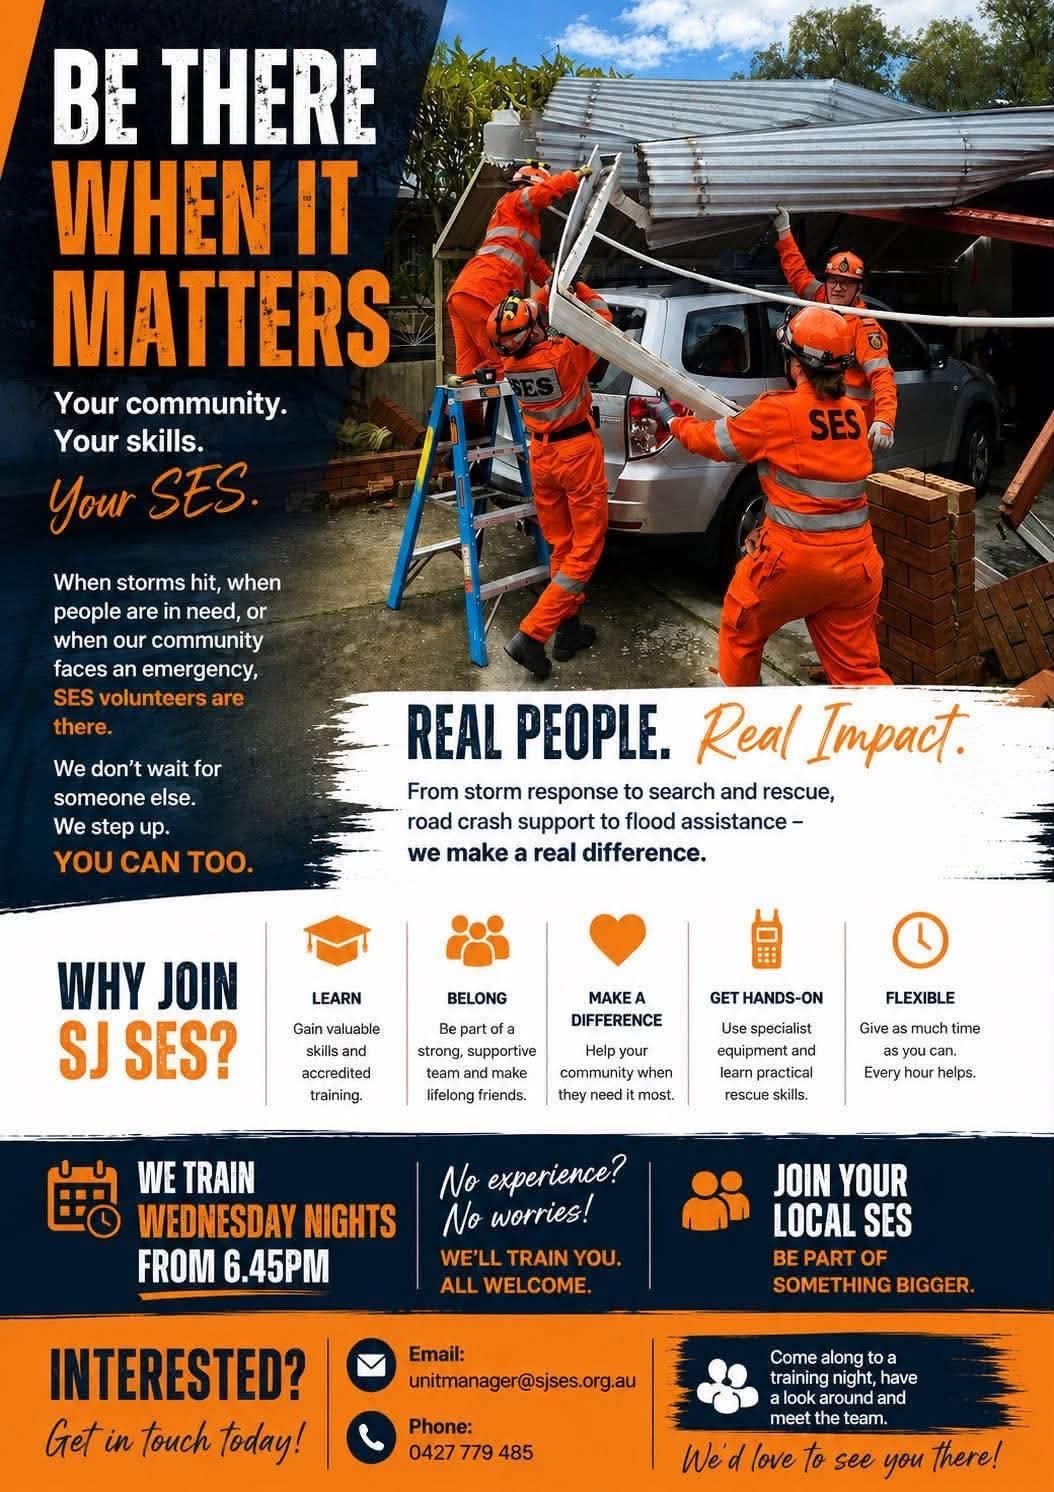 BE THERE
WHEN IT
MATTERS
Your community.
Your skills.
Your SES.
When storms hit, when
people are in need, or
when our community
faces an emergency,
SES volunteers are
there.
We don't wait for
someone else.
We step up.
YOU CAN TOO.
SES
SES
REAL PEOPLE. Real Impact.
From storm response to search and rescue,
road crash support to flood assistance –
we make a real difference.
WHY JOIN
SJ SES?
LEARN
Gain valuable
skills and
accredited
training.
BELONG
Be part of a
strong, supportive
team and make
lifelong friends.
MAKE A
DIFFERENCE
Help your
community when
they need it most.
GET HANDS-ON
Use specialist
equipment and
learn practical
rescue skills.
FLEXIBLE
Give as much time
as you can.
Every hour helps.
WE TRAIN
WEDNESDAY NIGHTS
FROM 6.45PM
No experience?
No worries!
WE'LL TRAIN YOU.
ALL WELCOME.
JOIN YOUR
LOCAL SES
BE PART OF
SOMETHING BIGGER.
INTERESTED?
Get in touch today!
Email:
unitmanager@sjses.org.au
Phone:
0427 779 485
Come along to a
training night, have
a look around and
meet the team.
We'd love to see you there!